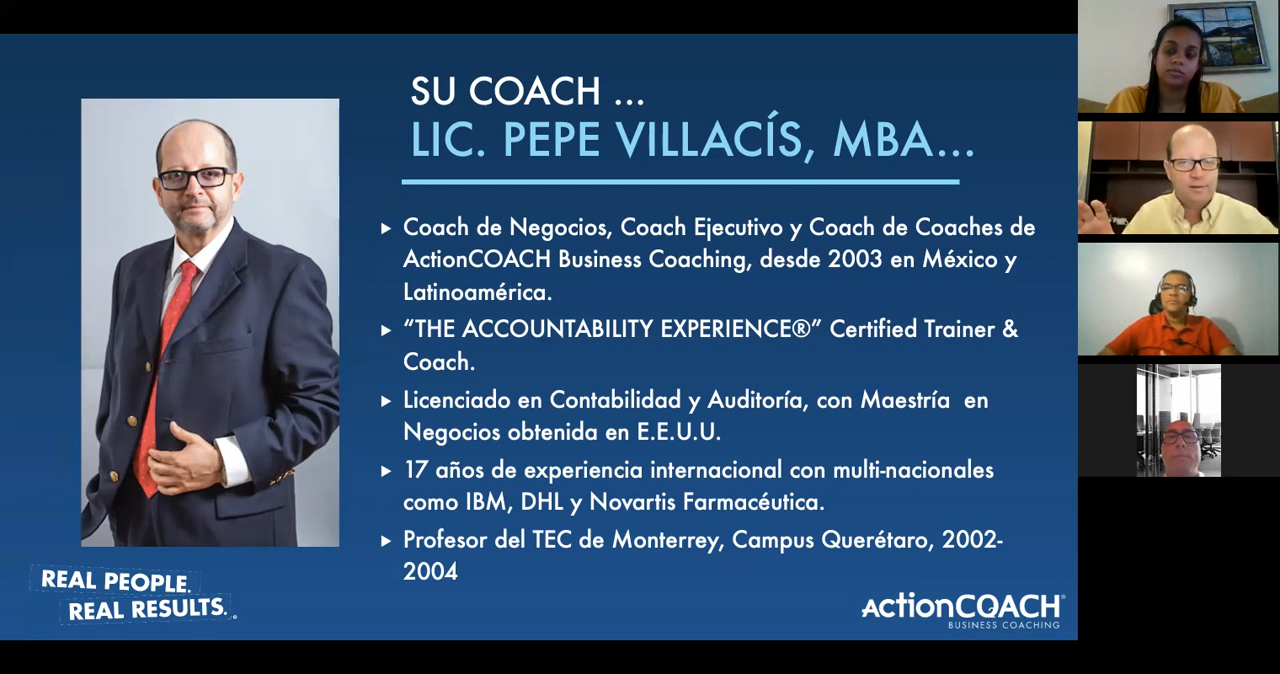 SU COACH ...
LIC. PEPE VILLACÍS, MBA...
Coach de Negocios, Coach Ejecutivo y Coach de Coaches de
ActionCOACH Business Coaching, desde 2003 en México y
Latinoamérica.
“THE ACCOUNTABILITY EXPERIENCE®” Certified Trainer &
Coach.
Licenciado en Contabilidad y Auditoría, con Maestría en
Negocios obtenida en E.E.U.U.
17 años de experiencia internacional con multi-nacionales
como IBM, DHL y Novartis Farmacéutica.
Profesor del TEC de Monterrey, Campus Querétaro, 2002-
2004
REAL PEOPLE.
REAL RESULTS.
ActionCOACH®
BUSINESS COACHING